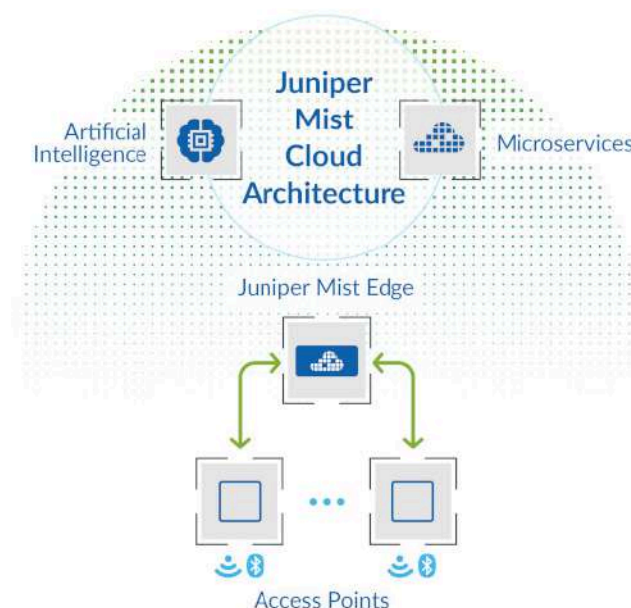 Juniper
Mist
Cloud
Architecture
Artificial
Intelligence
Microservices
Juniper Mist Edge
Access Points